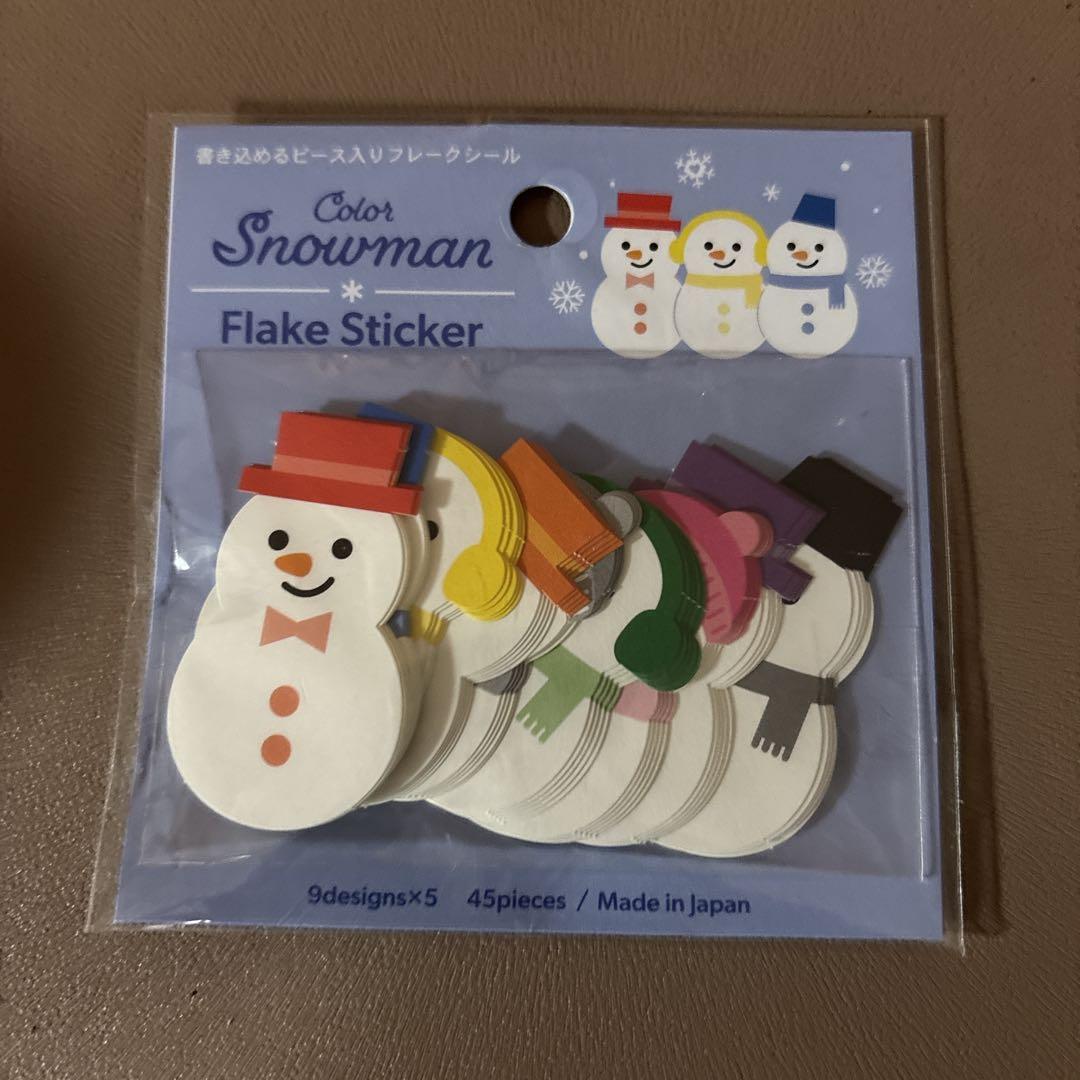 書き込めるピース入りフレークシール
Color
Snowman
Flake Sticker
9designs×5 45pieces / Made in Japan